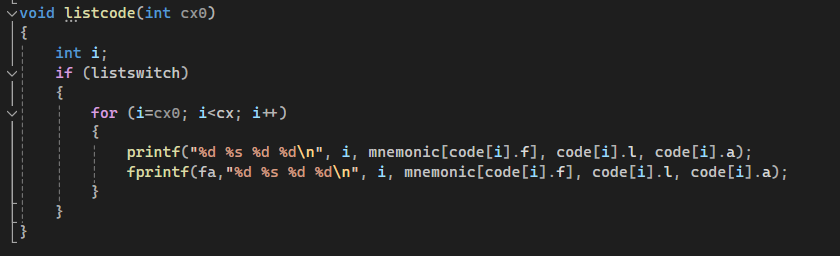 void listcode(int cx0)
{
    int i;
    if (listswitch)
    {
        for (i=cx0; i<cx; i++)
        {
            printf("%d %s %d %d\n", i, mnemonic[code[i].f], code[i].l, code[i].a);
            fprintf(fa,"%d %s %d %d\n", i, mnemonic[code[i].f], code[i].l, code[i].a);
        }
    }
}